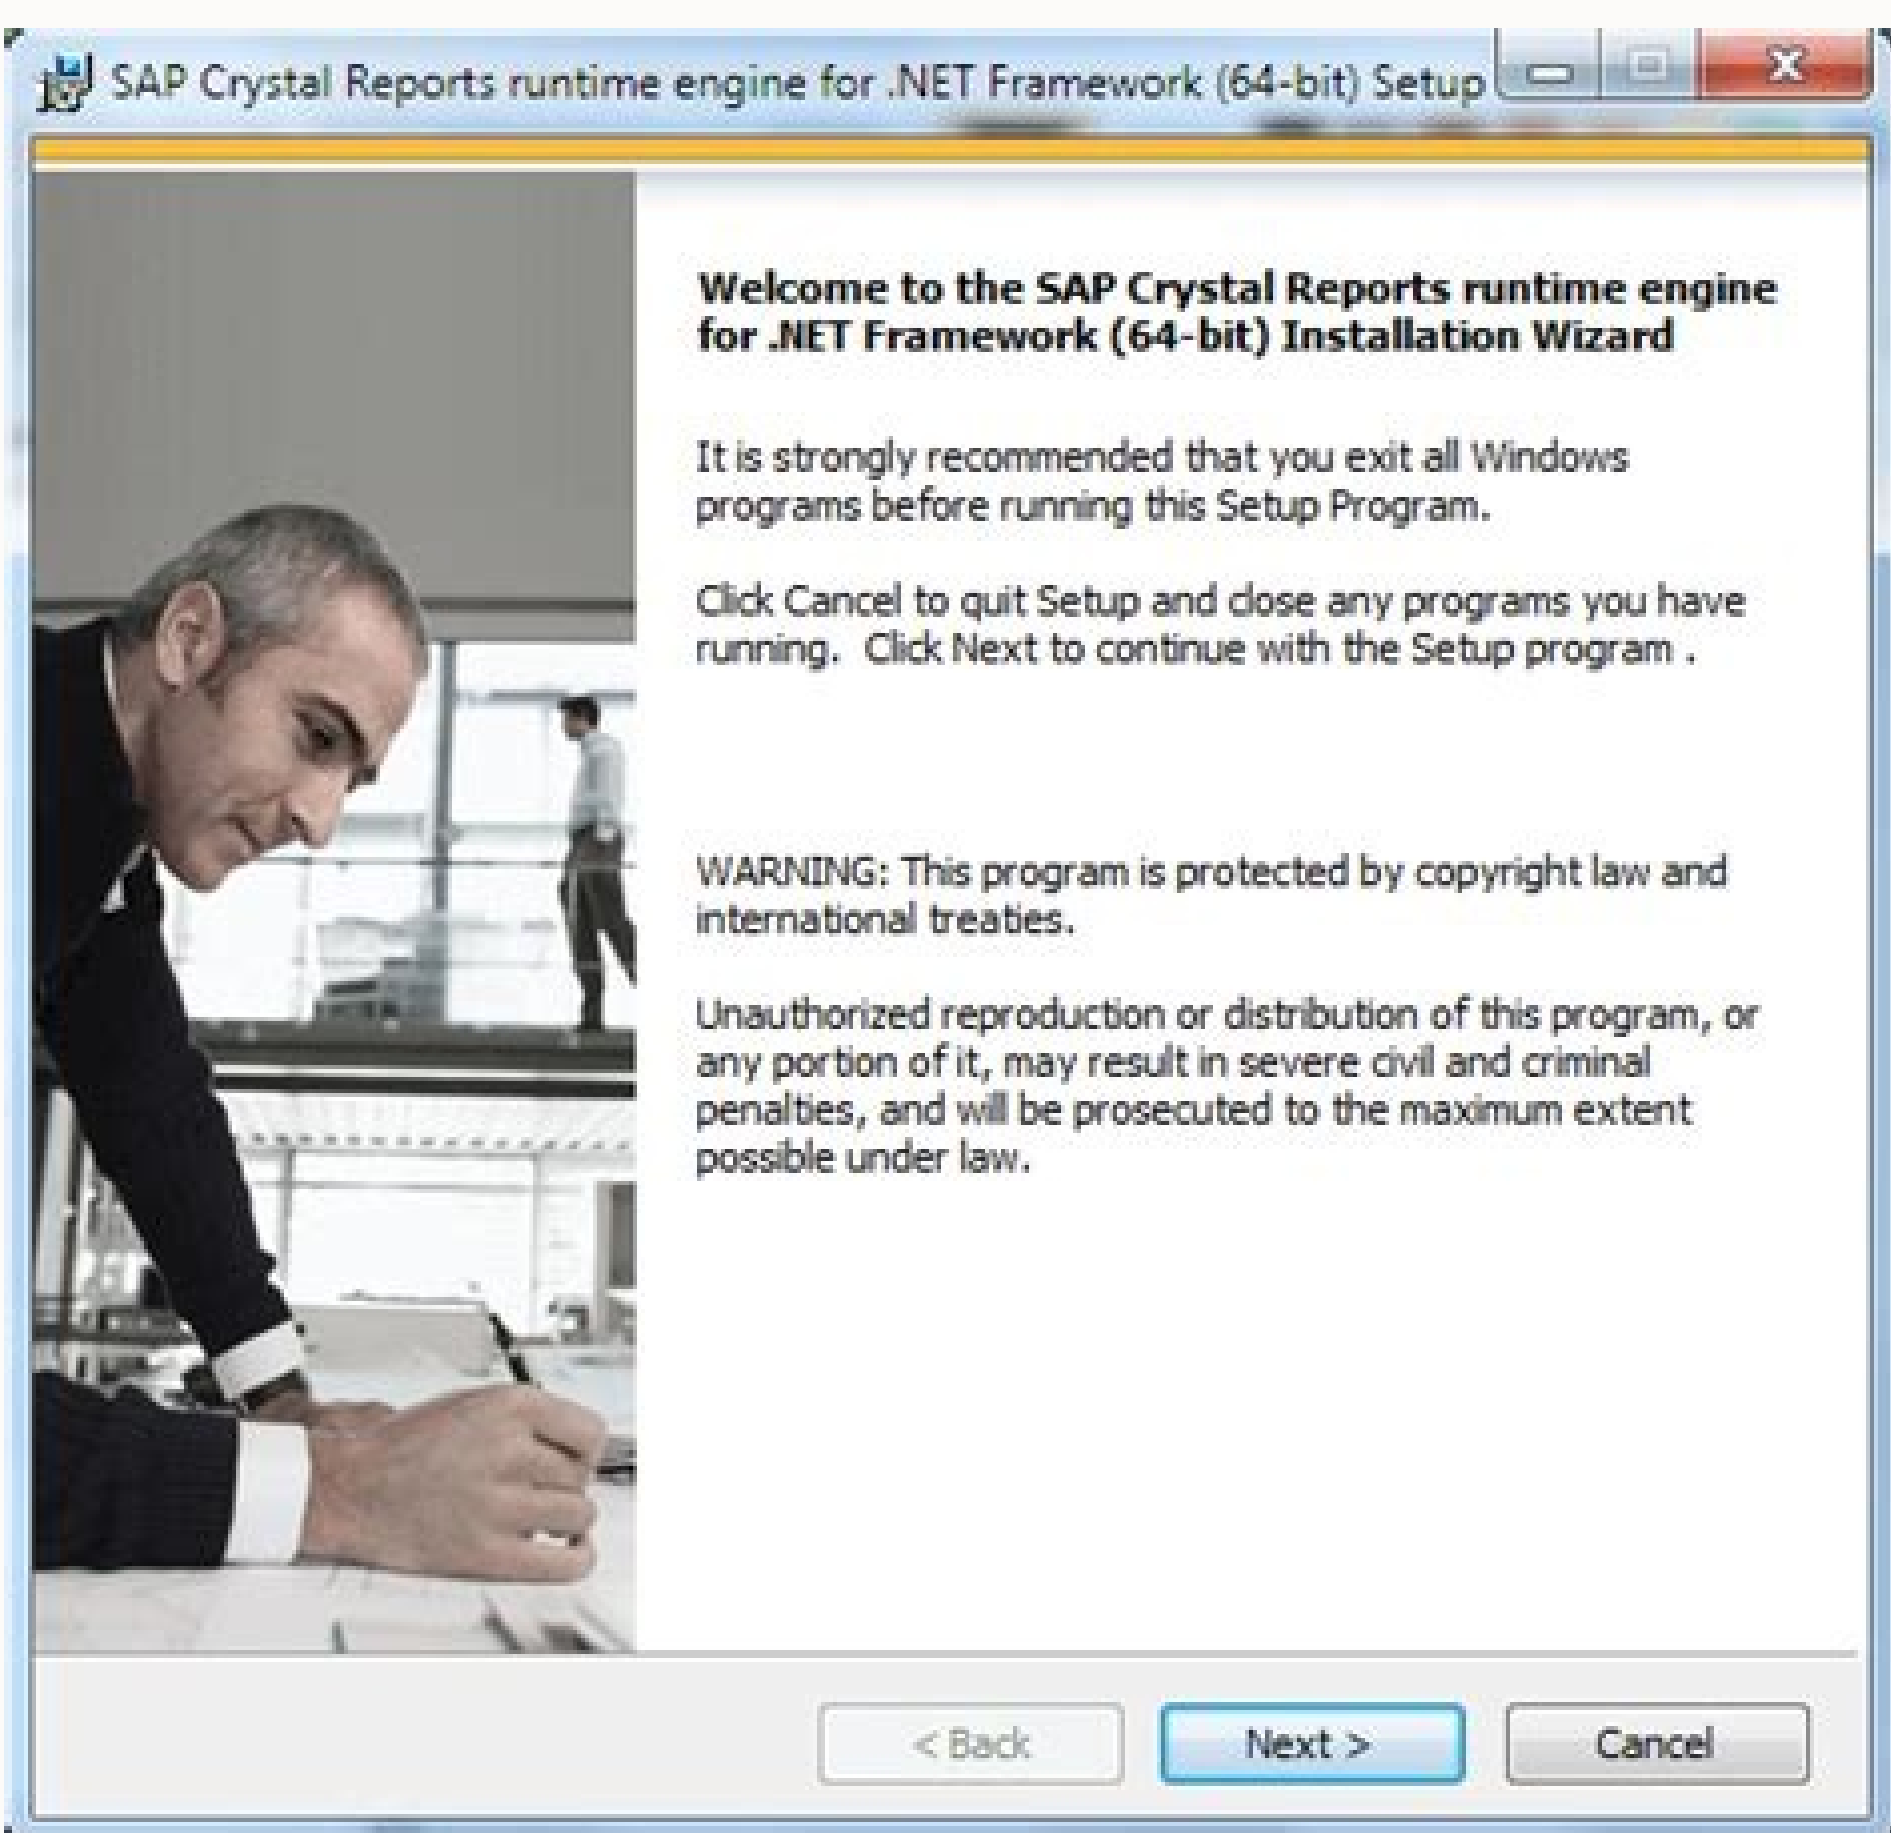 SAP Crystal Reports runtime engine for .NET Framework (64-bit) Setup
Welcome to the SAP Crystal Reports runtime engine
for .NET Framework (64-bit) Installation Wizard
It is strongly recommended that you exit all Windows
programs before running this Setup Program.
Click Cancel to quit Setup and close any programs you have
running. Click Next to continue with the Setup program .
WARNING: This program is protected by copyright law and
international treaties.
Unauthorized reproduction or distribution of this program, or
any portion of it, may result in severe civil and criminal
penalties, and will be prosecuted to the maximum extent
possible under law.
< Back
Next >
Cancel